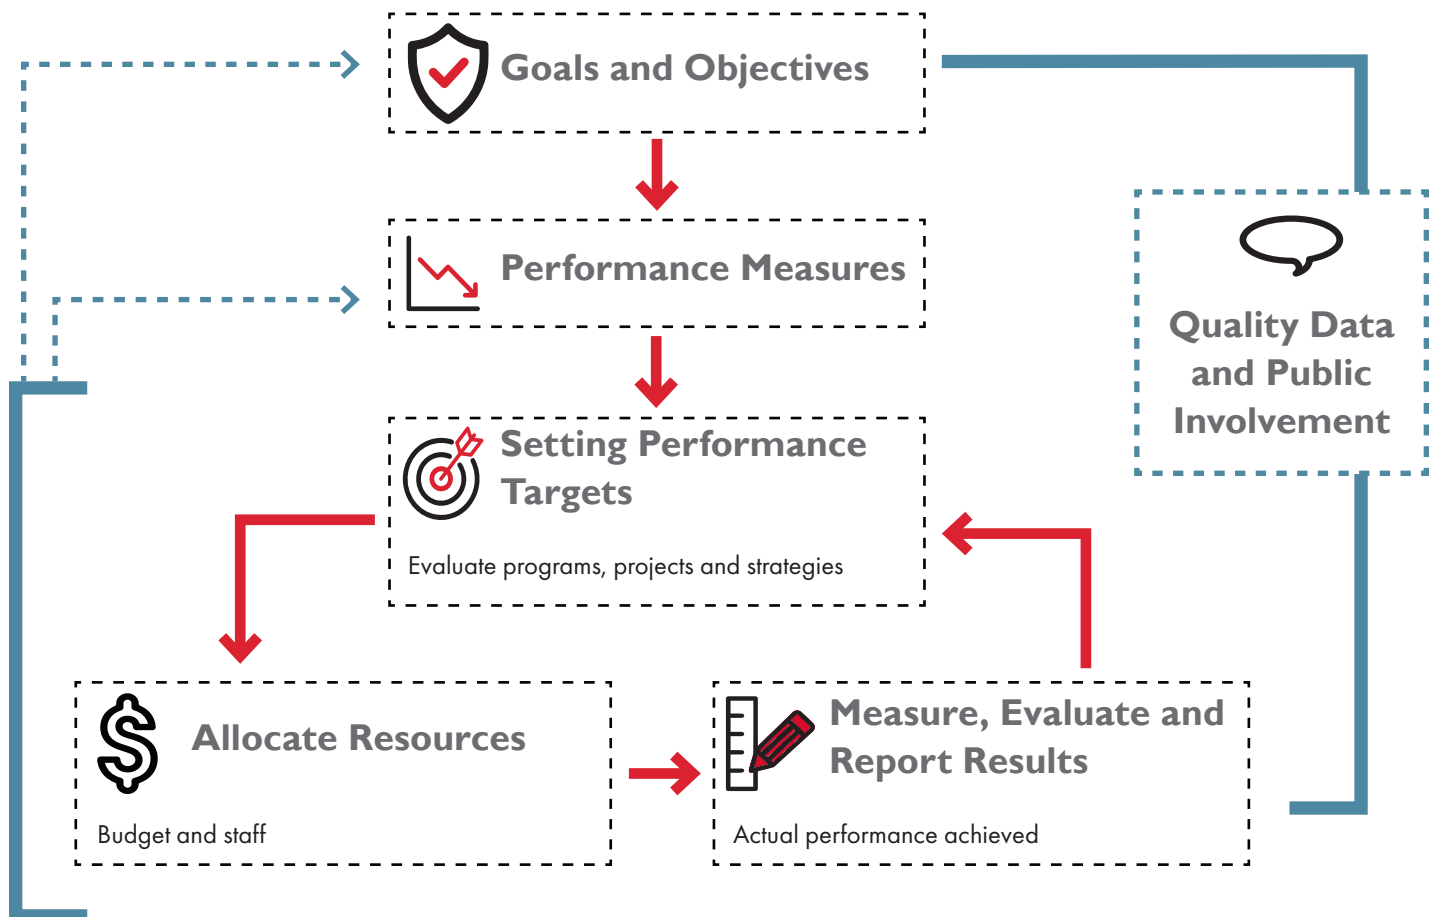 Goals and Objectives
Performance Measures
Quality Data
and Public
Involvement
Setting Performance
Targets
Evaluate programs, projects and strategies
Allocate Resources
Budget and staff
Measure, Evaluate and
Report Results
Actual performance achieved